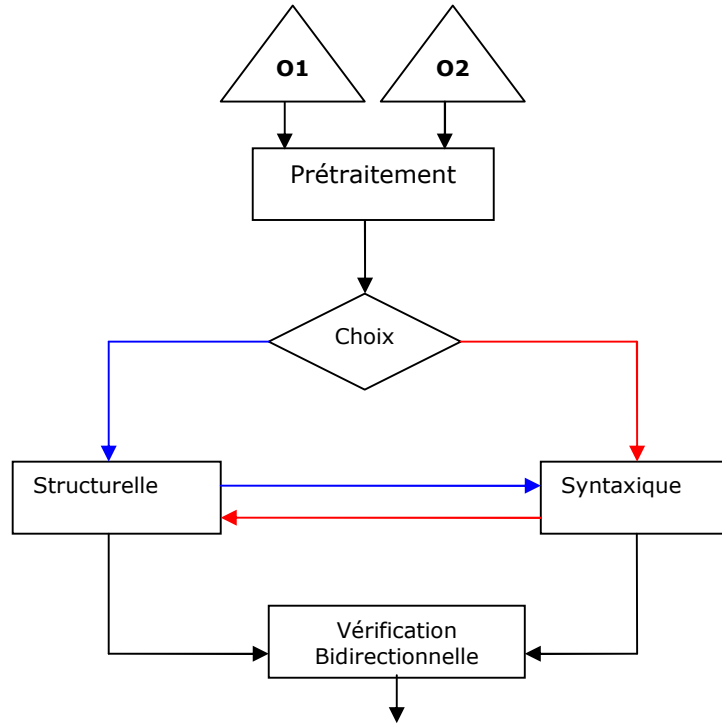 O1
O2
Prétraitement
Choix
Structurelle
Syntaxique
Vérification
Bidirectionnelle